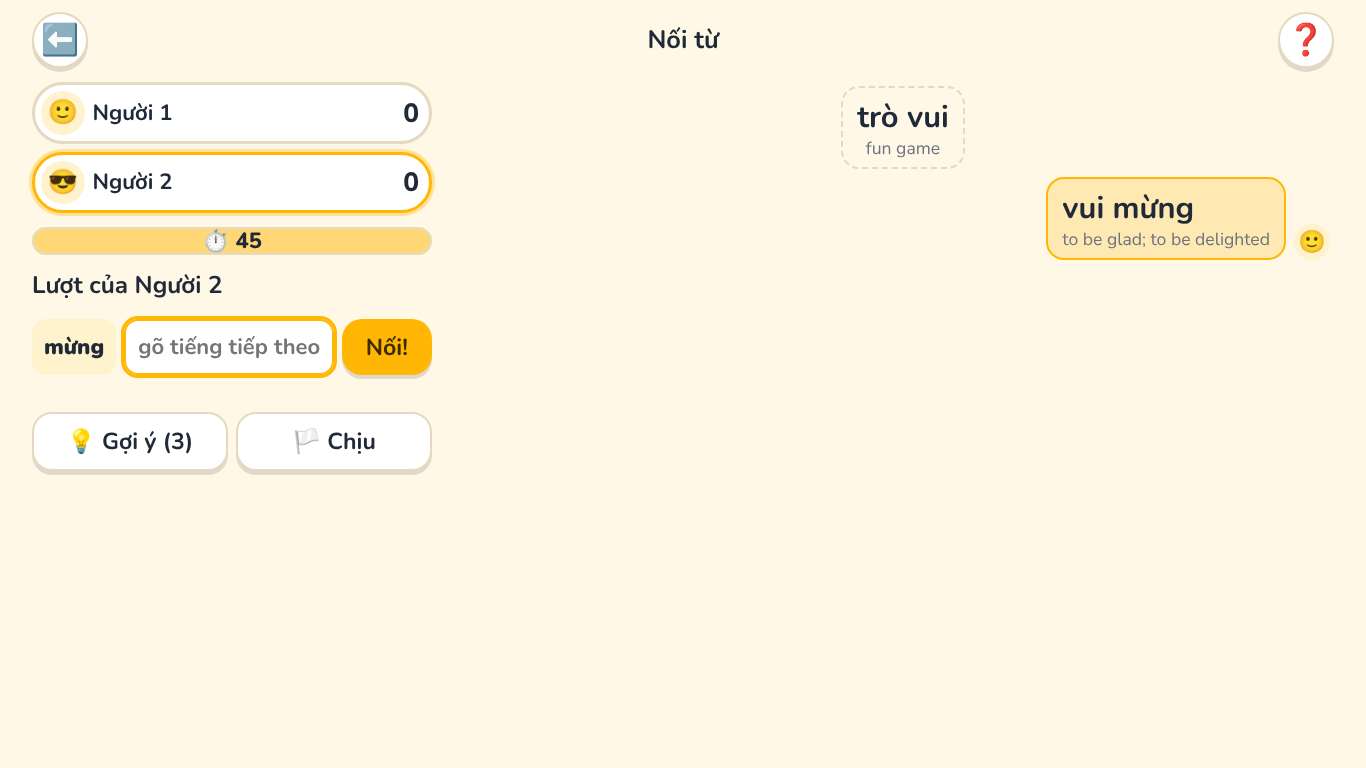 Nối từ
Người 1
0
Người 2
0
45
Lượt của Người 2
mừng
gõ tiếng tiếp theo
Nối!
Gợi ý (3)
Chịu
trò vui
fun game
vui mừng
to be glad; to be delighted